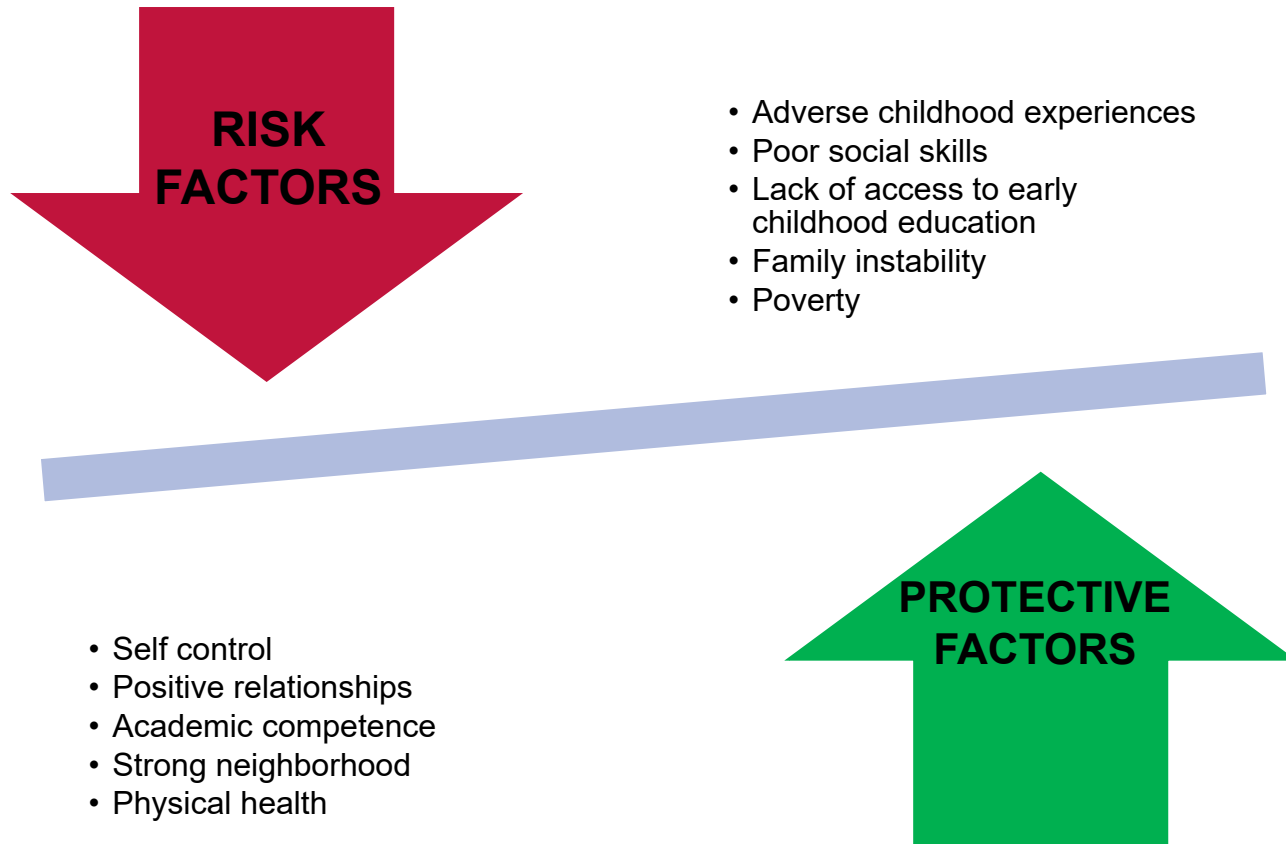 RISK
FACTORS
• Adverse childhood experiences
• Poor social skills
• Lack of access to early
childhood education
• Family instability
• Poverty
• Self control
• Positive relationships
• Academic competence
• Strong neighborhood
• Physical health
PROTECTIVE
FACTORS